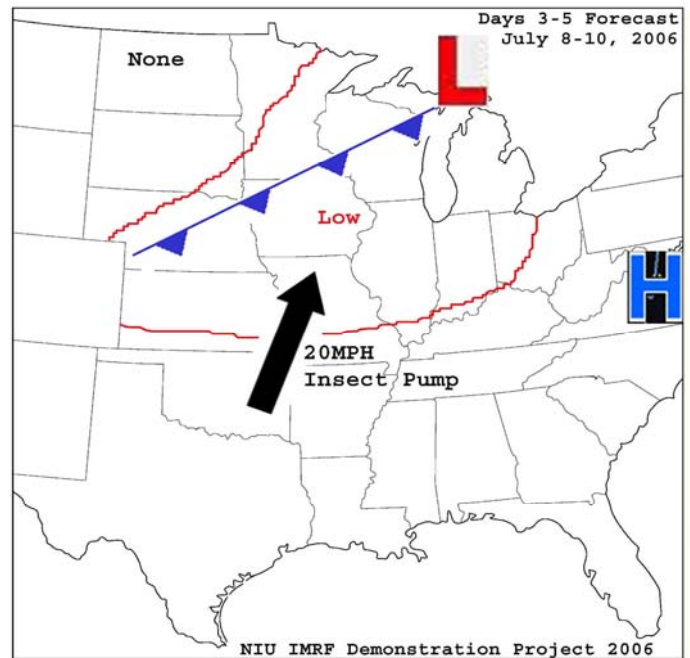 Days 3-5 Forecast
July 8-10, 2006
None
L
Low
H
20MPH
Insect Pump
NIU IMRF Demonstration Project 2006